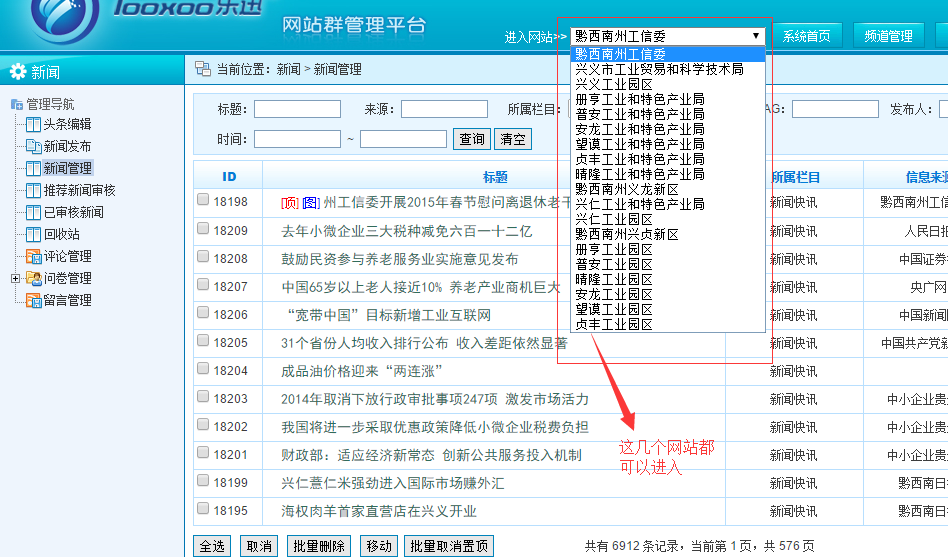 looxoo乐迅
网站群管理平台
进入网站>> 黔西南州工信委 系统首页 频道管理
黔西南州工信委
兴义市工业贸易和科学技术局
兴义工业园区
册亨工业和特色产业局
普安工业和特色产业局
安龙工业和特色产业局
望谟工业和特色产业局
贞丰工业和特色产业局
晴隆工业和特色产业局
黔西南州义龙新区
兴仁工业和特色产业局
兴仁工业园区
黔西南州兴贞新区
册亨工业园区
普安工业园区
晴隆工业园区
安龙工业园区
望谟工业园区
贞丰工业园区
新闻
管理导航
头条编辑
新闻发布
新闻管理
推荐新闻审核
已审核新闻
回收站
评论管理
问卷管理
留言管理
当前位置：新闻 > 新闻管理
标题： 来源： 所属栏目： AG： 发布人：
时间： ~ 查询 清空
ID 标题 所属栏目 信息来
18198 [顶] [图] 州工信委开展2015年春节慰问离退休老干 新闻快讯 黔西南州工信
18209 去年小微企业三大税种减免六百一十二亿 新闻快讯 人民日报
18208 鼓励民资参与养老服务业实施意见发布 新闻快讯 中国证券
18207 中国65岁以上老人接近10% 养老产业商机巨大 新闻快讯 央广网
18206 “宽带中国”目标新增工业互联网 新闻快讯 中国新闻
18205 31个省份人均收入排行公布 收入差距依然显著 新闻快讯 中国共产党新
18204 成品油价格迎来“两连涨” 新闻快讯
18203 2014年取消下放行政审批事项247项 激发市场活力 新闻快讯 中小企业贵
18202 我国将进一步采取优惠政策降低小微企业税费负担 新闻快讯 中小企业贵
18201 财政部：适应经济新常态 创新公共服务投入机制 新闻快讯 中小企业贵
18199 兴仁薏仁米强劲进入国际市场赚外汇 新闻快讯 黔西南日
18195 海权肉羊首家直营店在兴义开业 新闻快讯 黔西南日
这几个网站都
可以进入
全选 取消 批量删除 移动 批量取消置顶 共有 6912 条记录，当前第 1 页，共 576 页